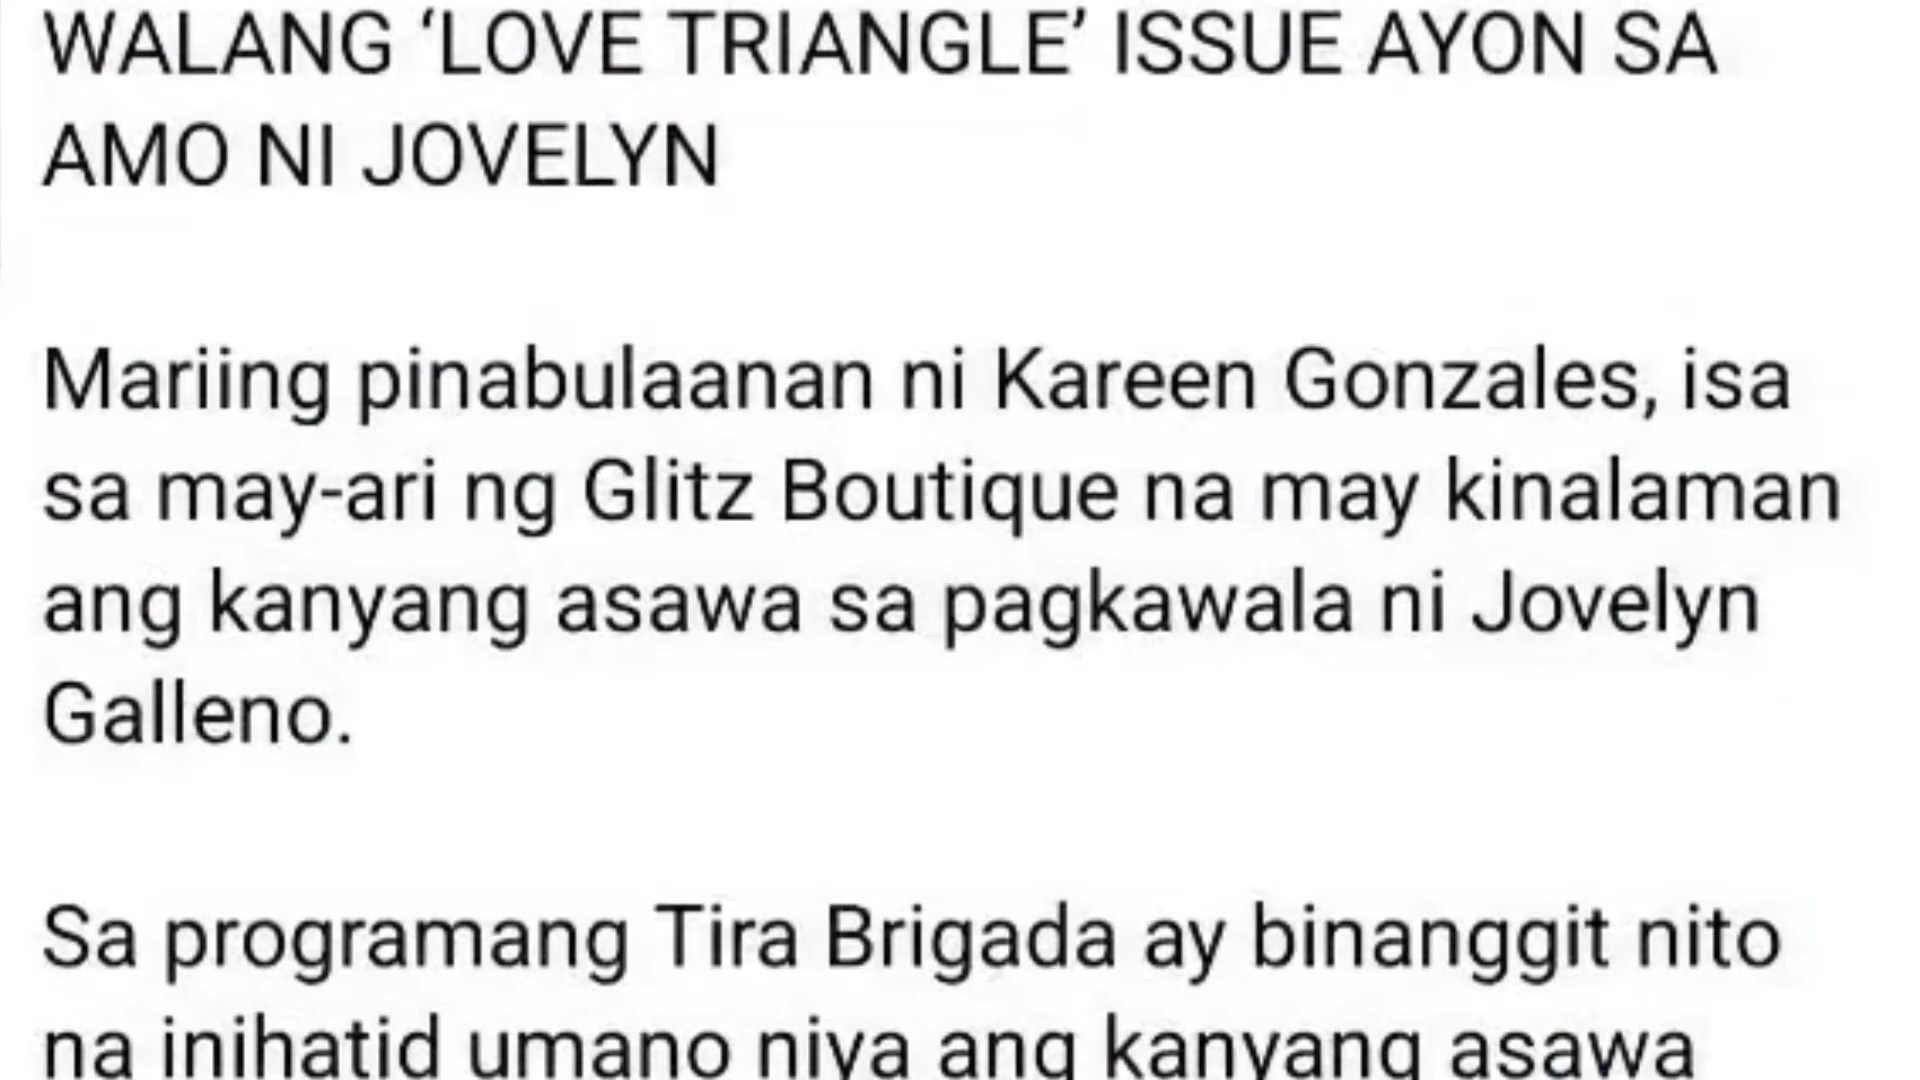 WALANG ‘LOVE TRIANGLE’ ISSUE AYON SA
AMO NI JOVELYN
Mariing pinabulaanan ni Kareen Gonzales, isa
sa may-ari ng Glitz Boutique na may kinalaman
ang kanyang asawa sa pagkawala ni Jovelyn
Galleno.
Sa programang Tira Brigada ay binanggit nito
na inihatid umano niya ang kanyang asawa